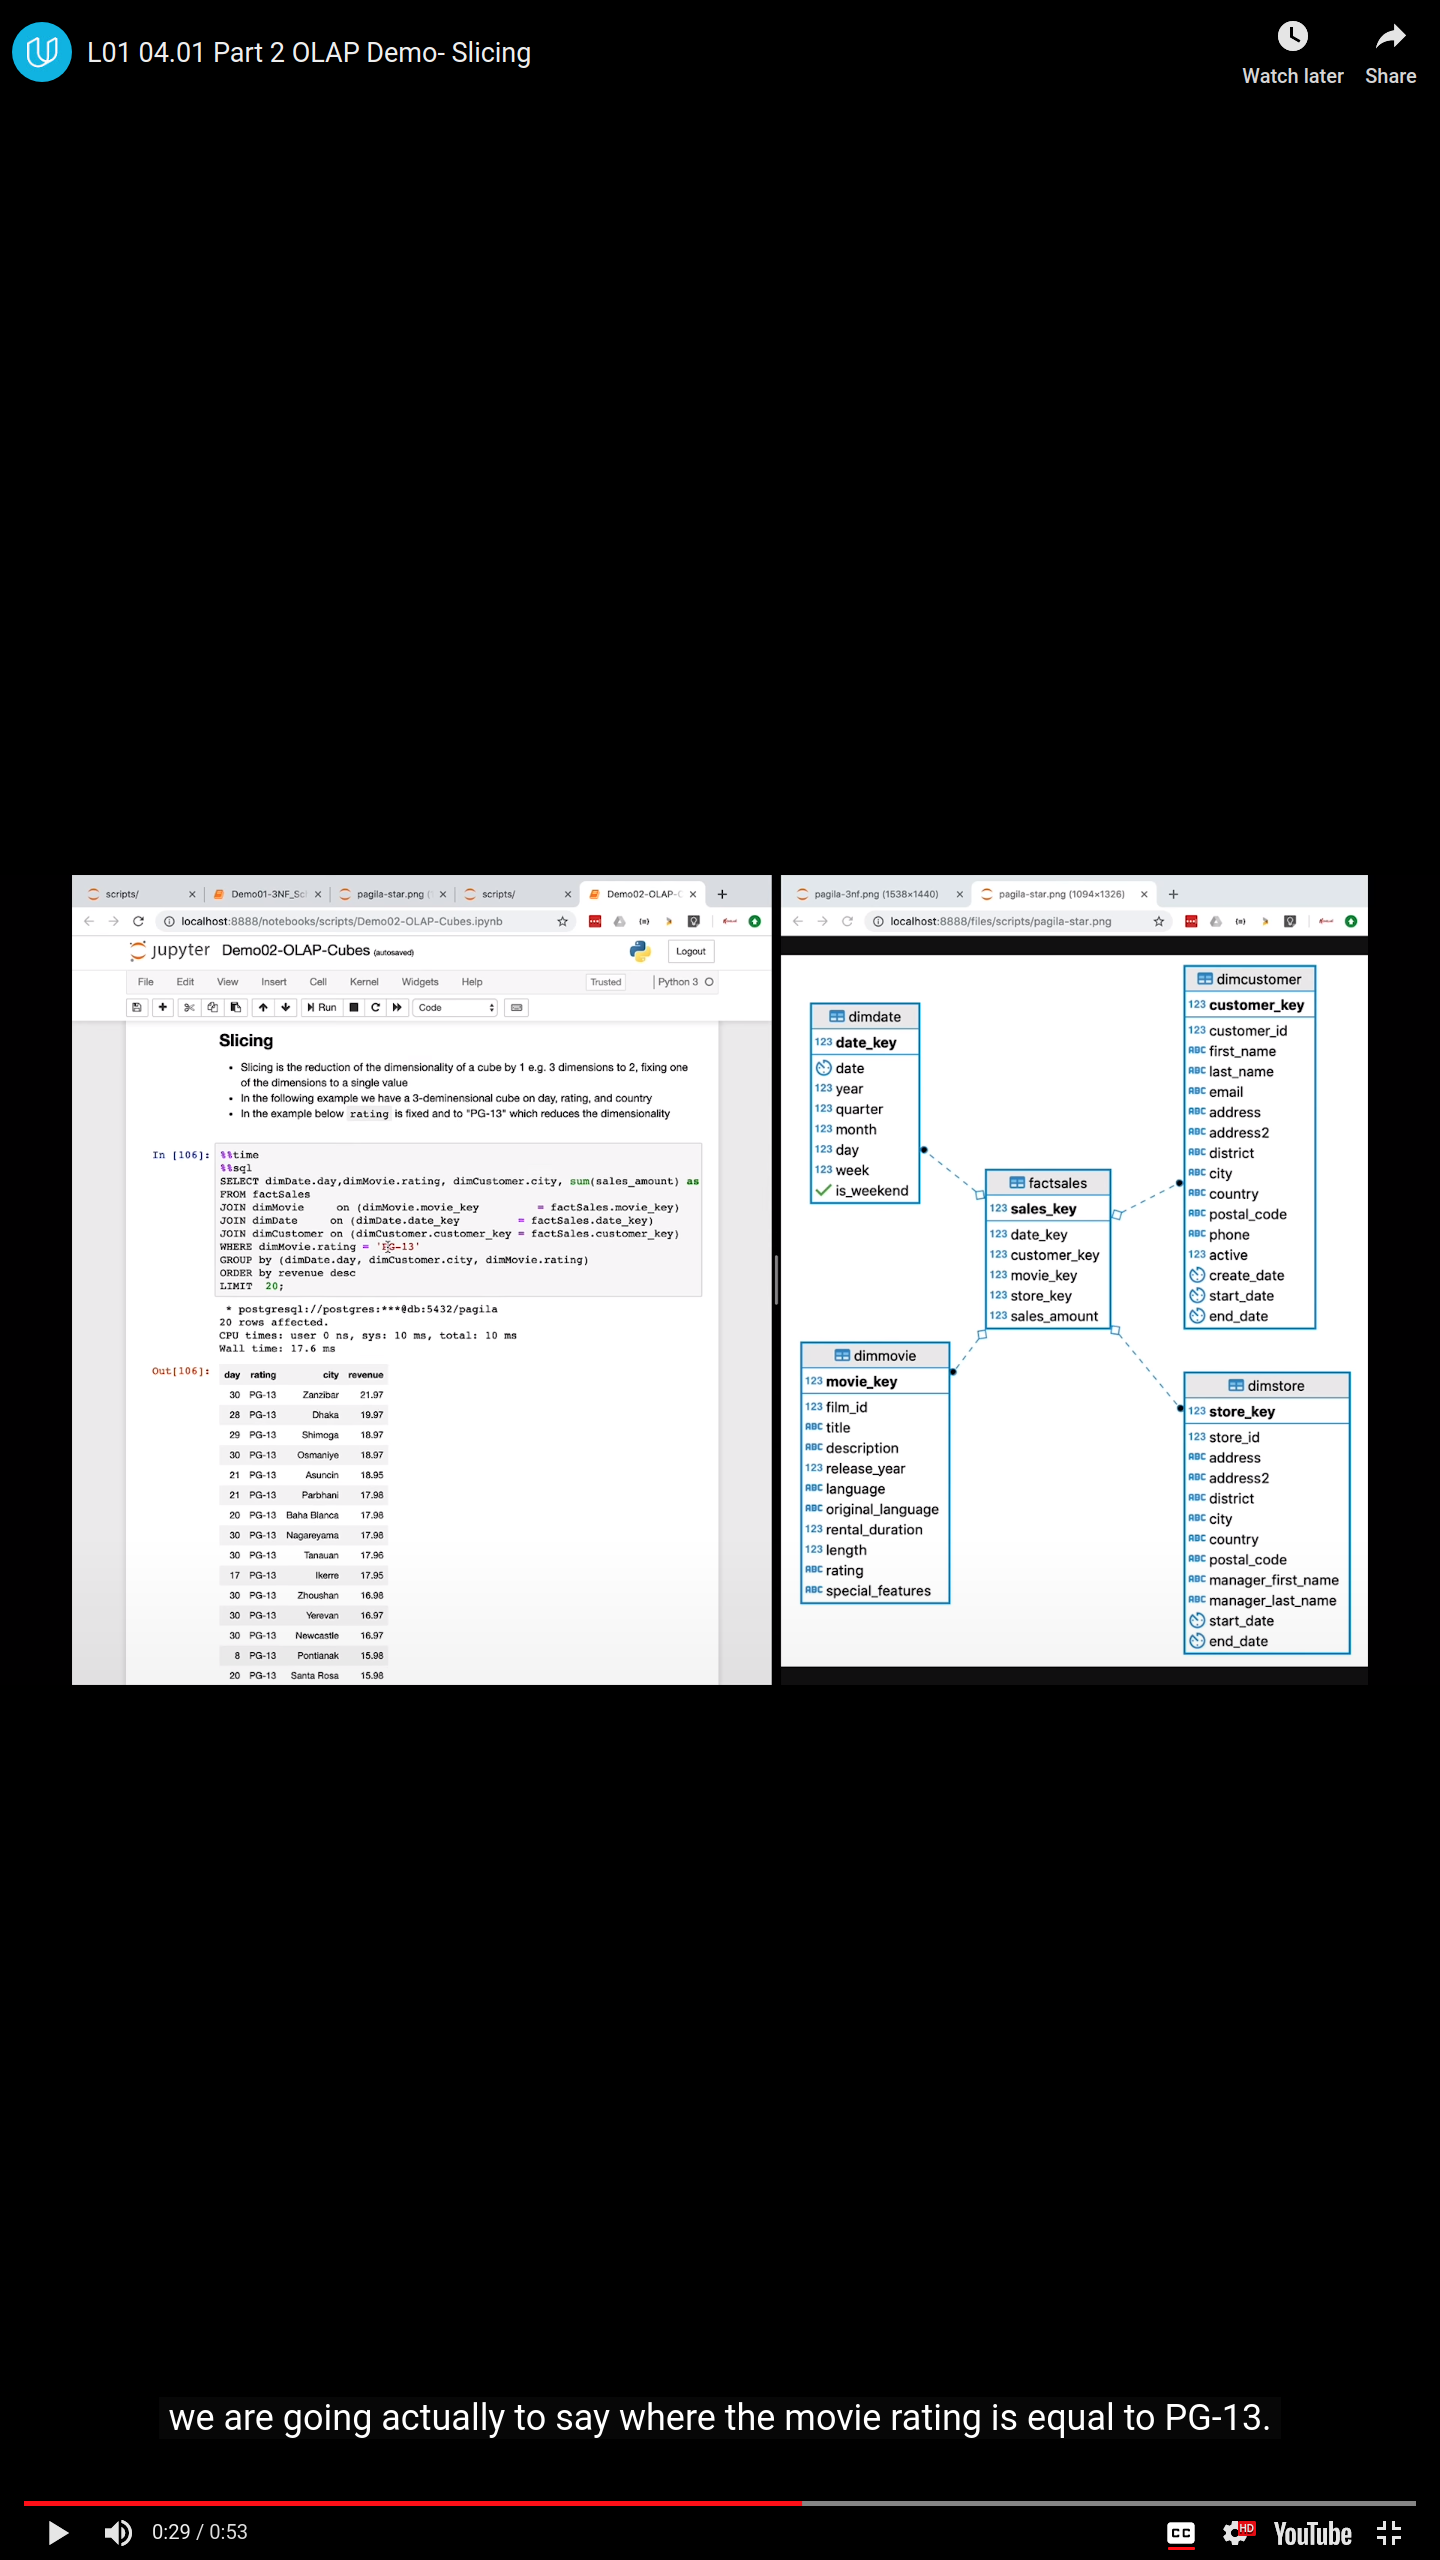 L01 04.01 Part 2 OLAP Demo- Slicing
Watch later
Share
scripts/
Demo01-3NF_Sc
pagila-star.png (
scripts/
Demo02-OLAP-C
localhost:8888/notebooks/scripts/Demo02-OLAP-Cubes.ipynb
jupyter Demo02-OLAP-Cubes (autosaved)
Logout
File Edit View Insert Cell Kernel Widgets Help
Trusted
Python 3
Run
Code
Slicing
• Slicing is the reduction of the dimensionality of a cube by 1 e.g. 3 dimensions to 2, fixing one
of the dimensions to a single value
• In the following example we have a 3-deminensional cube on day, rating, and country
• In the example below rating is fixed and to "PG-13" which reduces the dimensionality
In [106]: %%time
%%sql
SELECT dimDate.day,dimMovie.rating, dimCustomer.city, sum(sales_amount) as
FROM factSales
JOIN dimMovie on (dimMovie.movie_key = factSales.movie_key)
JOIN dimDate on (dimDate.date_key = factSales.date_key)
JOIN dimCustomer on (dimCustomer.customer_key = factSales.customer_key)
WHERE dimMovie.rating = 'PG-13'
GROUP by (dimDate.day, dimCustomer.city, dimMovie.rating)
ORDER by revenue desc
LIMIT 20;
* postgresql://postgres:***@db:5432/pagila
20 rows affected.
CPU times: user 0 ns, sys: 10 ms, total: 10 ms
Wall time: 17.6 ms
Out[106]: day rating city revenue
30 PG-13 Zanzibar 21.97
28 PG-13 Dhaka 19.97
29 PG-13 Shimoga 18.97
30 PG-13 Osmaniye 18.97
21 PG-13 Asuncin 18.95
21 PG-13 Parbhani 17.98
20 PG-13 Baha Blanca 17.98
30 PG-13 Nagareyama 17.98
30 PG-13 Tanauan 17.96
17 PG-13 Ikerre 17.95
30 PG-13 Zhoushan 16.98
30 PG-13 Yerevan 16.97
30 PG-13 Newcastle 16.97
8 PG-13 Pontianak 15.98
20 PG-13 Santa Rosa 15.98
pagila-3nf.png (1538×1440)
pagila-star.png (1094×1326)
localhost:8888/files/scripts/pagila-star.png
dimdate
123 date_key
date
123 year
123 quarter
123 month
123 day
123 week
is_weekend
dimcustomer
123 customer_key
123 customer_id
ABC first_name
ABC last_name
ABC email
ABC address
ABC address2
ABC district
ABC city
ABC country
ABC postal_code
ABC phone
123 active
create_date
start_date
end_date
factsales
123 sales_key
123 date_key
123 customer_key
123 movie_key
123 store_key
123 sales_amount
dimmovie
123 movie_key
123 film_id
ABC title
ABC description
123 release_year
ABC language
ABC original_language
123 rental_duration
123 length
ABC rating
ABC special_features
dimstore
123 store_key
123 store_id
ABC address
ABC address2
ABC district
ABC city
ABC country
ABC postal_code
ABC manager_first_name
ABC manager_last_name
start_date
end_date
we are going actually to say where the movie rating is equal to PG-13.
0:29 / 0:53
CC
HD
YouTube